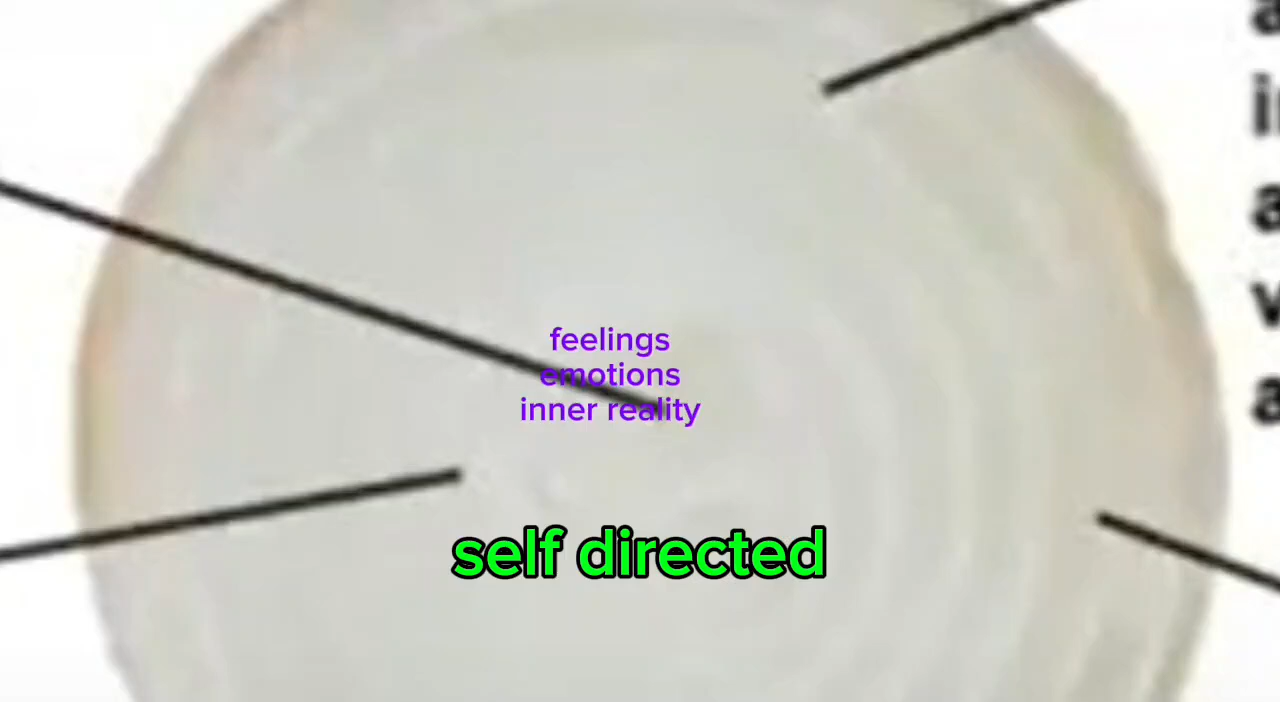 feelings
emotions
inner reality
self directed